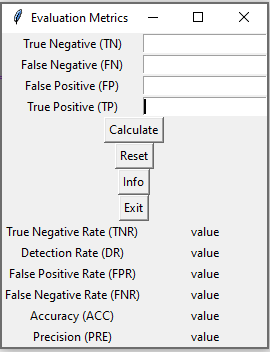 Evaluation Metrics
True Negative (TN)
False Negative (FN)
False Positive (FP)
True Positive (TP)
Calculate
Reset
Info
Exit
True Negative Rate (TNR) value
Detection Rate (DR) value
False Positive Rate (FPR) value
False Negative Rate (FNR) value
Accuracy (ACC) value
Precision (PRE) value